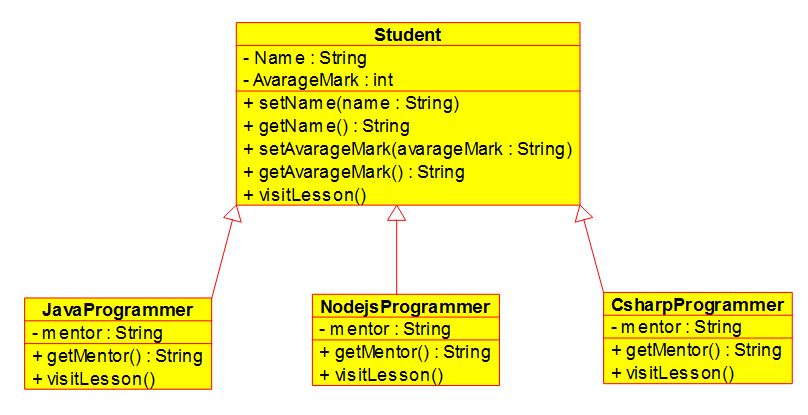 Student
- Name : String
- AvarageMark : int
+ setName(name : String)
+ getName() : String
+ setAvarageMark(avarageMark : String)
+ getAvarageMark() : String
+ visitLesson()
JavaProgrammer
- mentor : String
+ getMentor() : String
+ visitLesson()
NodejsProgrammer
- mentor : String
+ getMentor() : String
+ visitLesson()
CsharpProgrammer
- mentor : String
+ getMentor() : String
+ visitLesson()